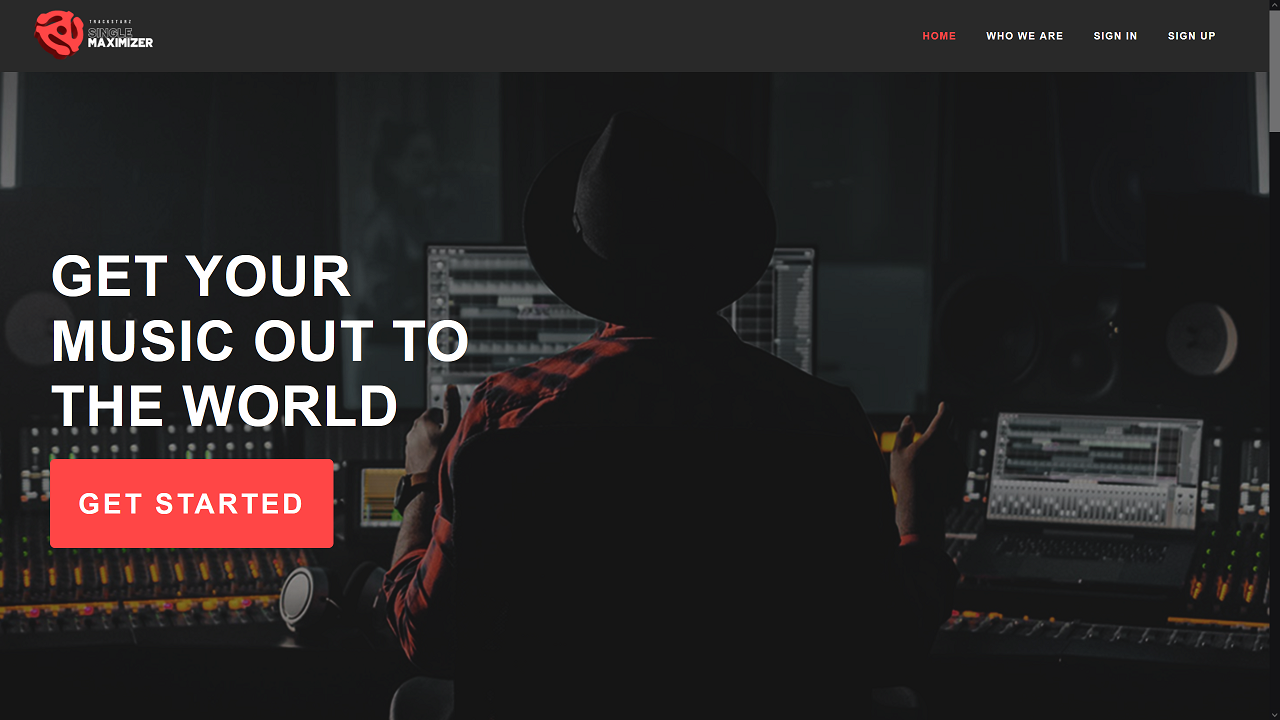 TRACKSTARZ
SINGLE
MAXIMIZER
HOME
WHO WE ARE
SIGN IN
SIGN UP
GET YOUR
MUSIC OUT TO
THE WORLD
GET STARTED